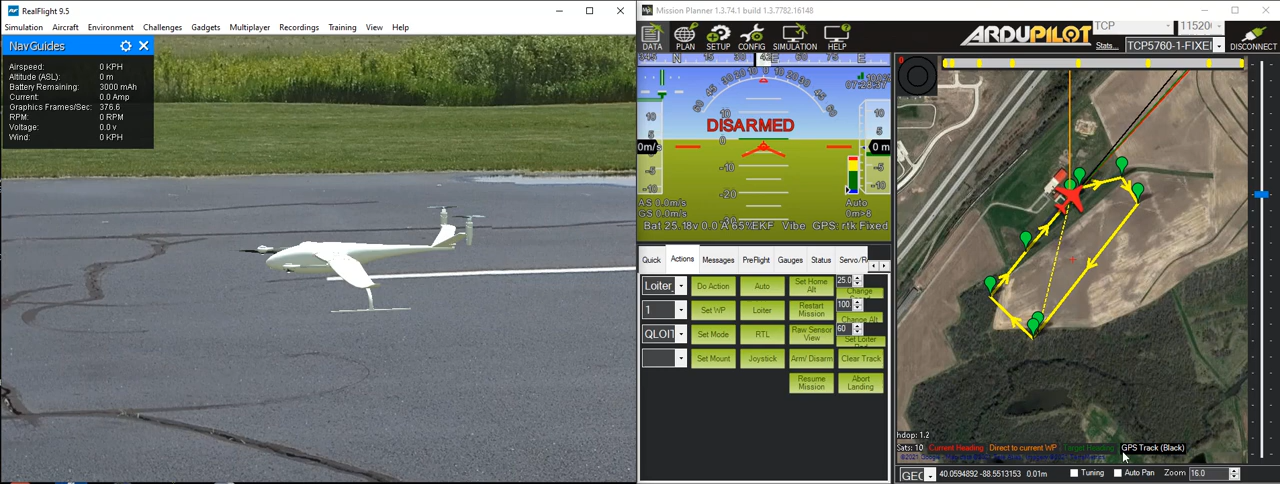 RealFlight 9.5
Simulation Aircraft Environment Challenges Gadgets Multiplayer Recordings Training View Help
NavGuides
Airspeed: 0 KPH
Altitude (ASL): 0 m
Battery Remaining: 3000 mAh
Current: 0.0 Amp
Graphics Frames/Sec: 376.6
RPM: 0 RPM
Voltage: 0.0 v
Wind: 0 KPH
Mission Planner 1.3.74.1 build 1.3.7782.16148
DATA PLAN SETUP CONFIG SIMULATION HELP
ARDUPILOT
TCP 115200
Stats... TCP5760-1-FIXE
DISCONNECT
DISARMED
0m/s
0 m
AS 0.0m/s
GS 0.0m/s
Auto
0m>8
Bat 25.18v 0.0 A 65% EKF Vibe GPS: rtk Fixed
Quick Actions Messages PreFlight Gauges Status Servo/R
Loiter Do Action Auto Set Home Alt 25.0
1 Set WP Loiter Restart Mission 100. Change Alt
QLOIT Set Mode RTL Raw Sensor View 60
Set Mount Joystick Arm/ Disarm Clear Track
Resume Mission Abort Landing
0
hdop: 1.2
Sats: 10 Current Heading Direct to current WP Target Heading GPS Track (Black)
GEO 40.0594892 -88.5513153 0.01m Tuning Auto Pan Zoom 16.0